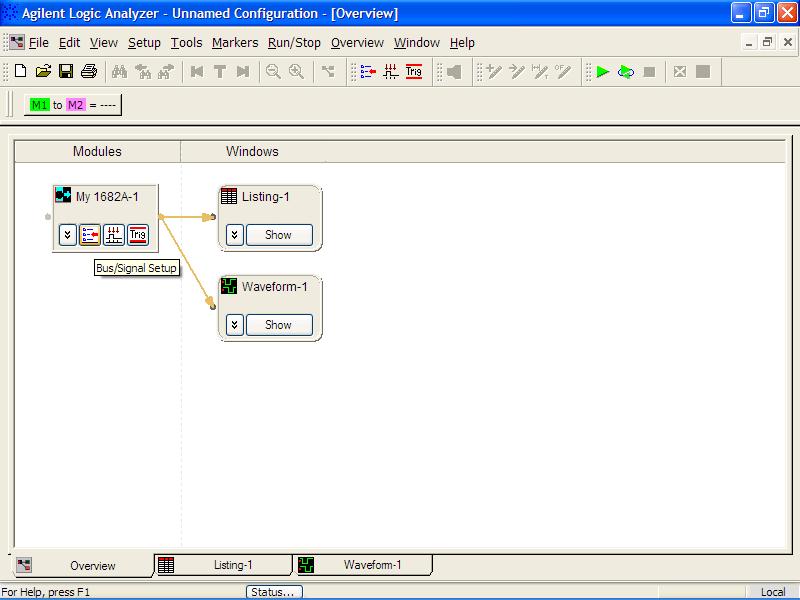 Agilent Logic Analyzer - Unnamed Configuration - [Overview]
File Edit View Setup Tools Markers Run/Stop Overview Window Help
T Trig
M1 to M2 = ----
Modules Windows
My 1682A-1 Listing-1
Trig Show
Bus/Signal Setup
Waveform-1
Show
Overview Listing-1 Waveform-1
For Help, press F1 Status... Local